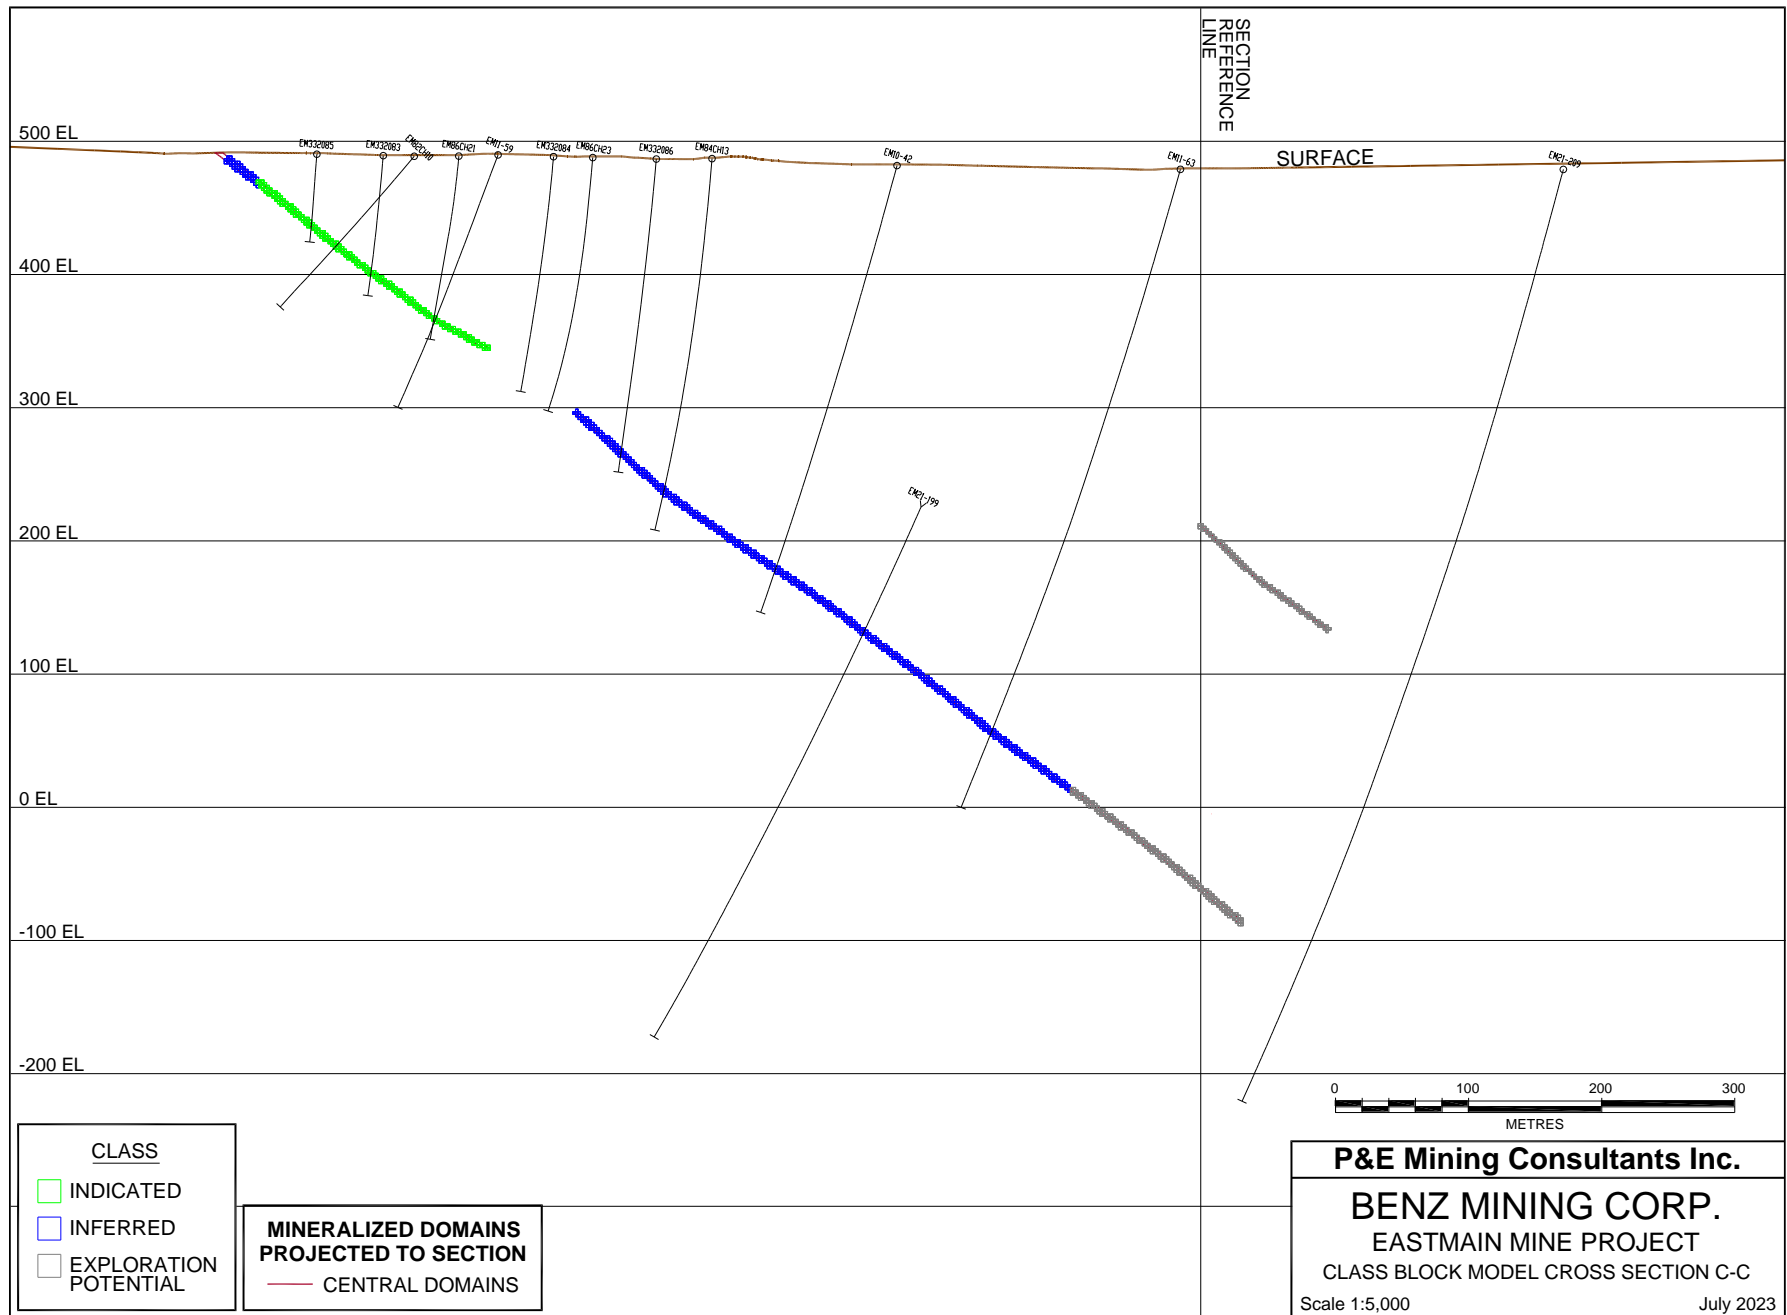 SECTION
REFERENCE
LINE
500 EL
EM332085
EM332083
EM82CH00
EM86CH21
EM11-59
EM332084
EM86CH23
EM332086
EM84CH13
EM10-42
EM11-63
SURFACE
EM21-209
400 EL
300 EL
EM21-199
200 EL
100 EL
0 EL
-100 EL
-200 EL
0 100 200 300
METRES
CLASS
INDICATED
INFERRED
EXPLORATION
POTENTIAL
MINERALIZED DOMAINS
PROJECTED TO SECTION
CENTRAL DOMAINS
P&E Mining Consultants Inc.
BENZ MINING CORP.
EASTMAIN MINE PROJECT
CLASS BLOCK MODEL CROSS SECTION C-C
Scale 1:5,000 July 2023